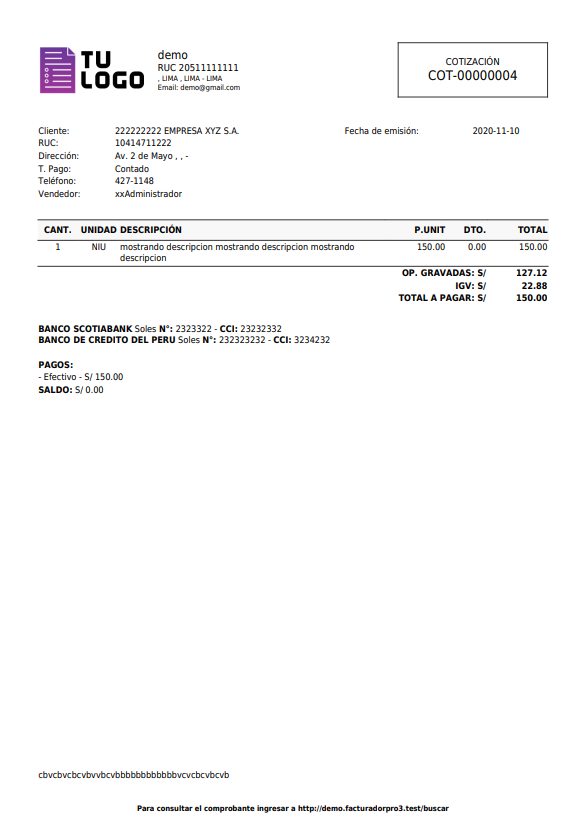 TU
LOGO
demo
RUC 20511111111
, LIMA , LIMA - LIMA
Email: demo@gmail.com
COTIZACIÓN
COT-00000004
Cliente: 222222222 EMPRESA XYZ S.A. Fecha de emisión: 2020-11-10
RUC: 10414711222
Dirección: Av. 2 de Mayo , , -
T. Pago: Contado
Teléfono: 427-1148
Vendedor: xxAdministrador
CANT. UNIDAD DESCRIPCIÓN P.UNIT DTO. TOTAL
1 NIU mostrando descripcion mostrando descripcion mostrando 150.00 0.00 150.00
descripcion
OP. GRAVADAS: S/ 127.12
IGV: S/ 22.88
TOTAL A PAGAR: S/ 150.00
BANCO SCOTIABANK Soles N°: 2323322 - CCI: 23232332
BANCO DE CREDITO DEL PERU Soles N°: 232323232 - CCI: 3234232
PAGOS:
- Efectivo - S/ 150.00
SALDO: S/ 0.00
cbvcbvcbcvbvvbcvbbbbbbbbbbbbvcvcbcvbcvb
Para consultar el comprobante ingresar a http://demo.facturadorpro3.test/buscar